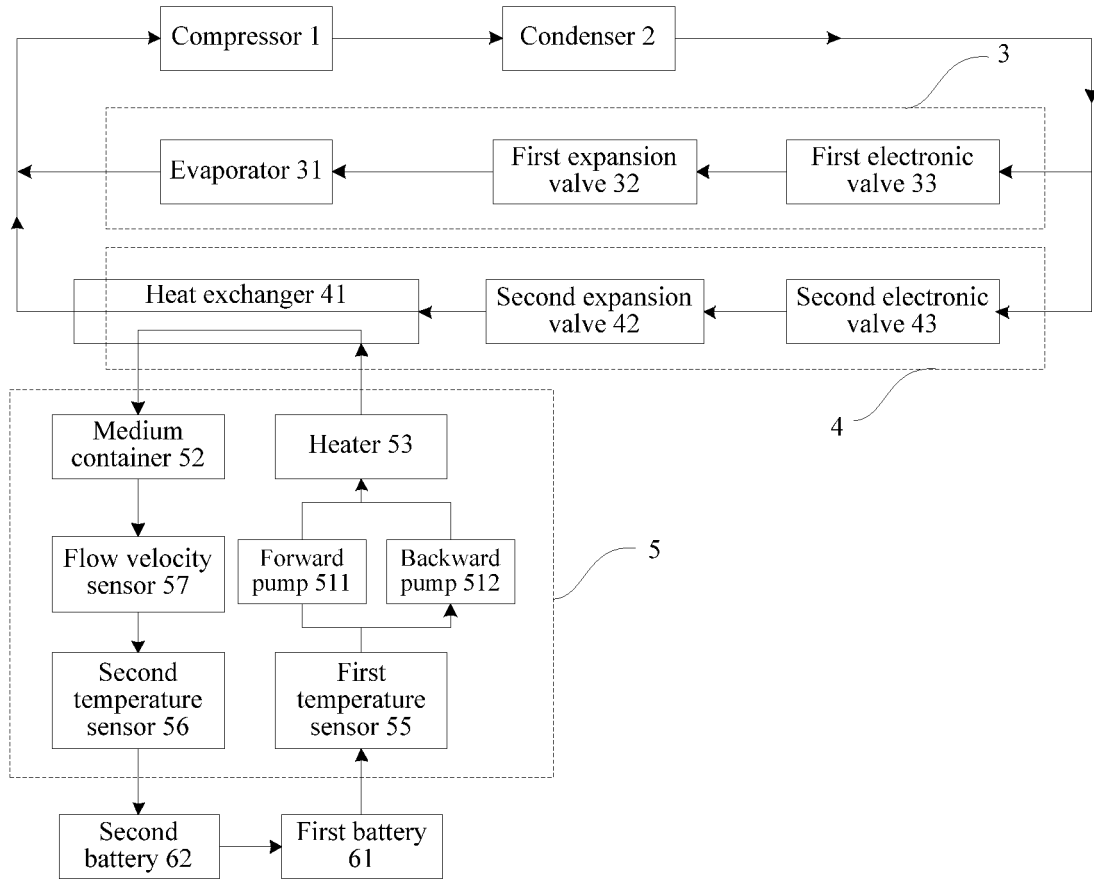 Compressor 1
Condenser 2
3
Evaporator 31
First expansion
valve 32
First electronic
valve 33
Heat exchanger 41
Second expansion
valve 42
Second electronic
valve 43
4
Medium
container 52
Heater 53
Flow velocity
sensor 57
Forward
pump 511
Backward
pump 512
5
Second
temperature
sensor 56
First
temperature
sensor 55
Second
battery 62
First battery
61